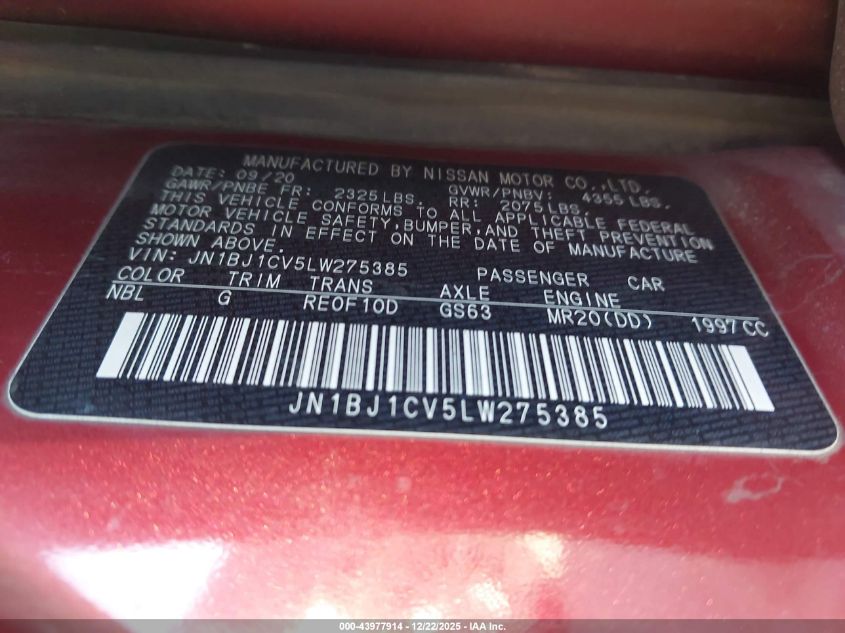 MANUFACTURED BY NISSAN MOTOR CO.,LTD.
DATE: 09/20 GVWR/PNBV: 4355 LBS.
GAWR/PNBE FR: 2325LBS. RR: 2075LBS.
THIS VEHICLE CONFORMS TO ALL APPLICABLE FEDERAL
MOTOR VEHICLE SAFETY,BUMPER,AND THEFT PREVENTION
STANDARDS IN EFFECT ON THE DATE OF MANUFACTURE
SHOWN ABOVE.
VIN: JN1BJ1CV5LW275385 PASSENGER CAR
COLOR TRIM TRANS AXLE ENGINE
NBL G RE0F10D GS63 MR20(DD) 1997CC
JN1BJ1CV5LW275385
000-43977914 - 12/22/2025 - IAA Inc.